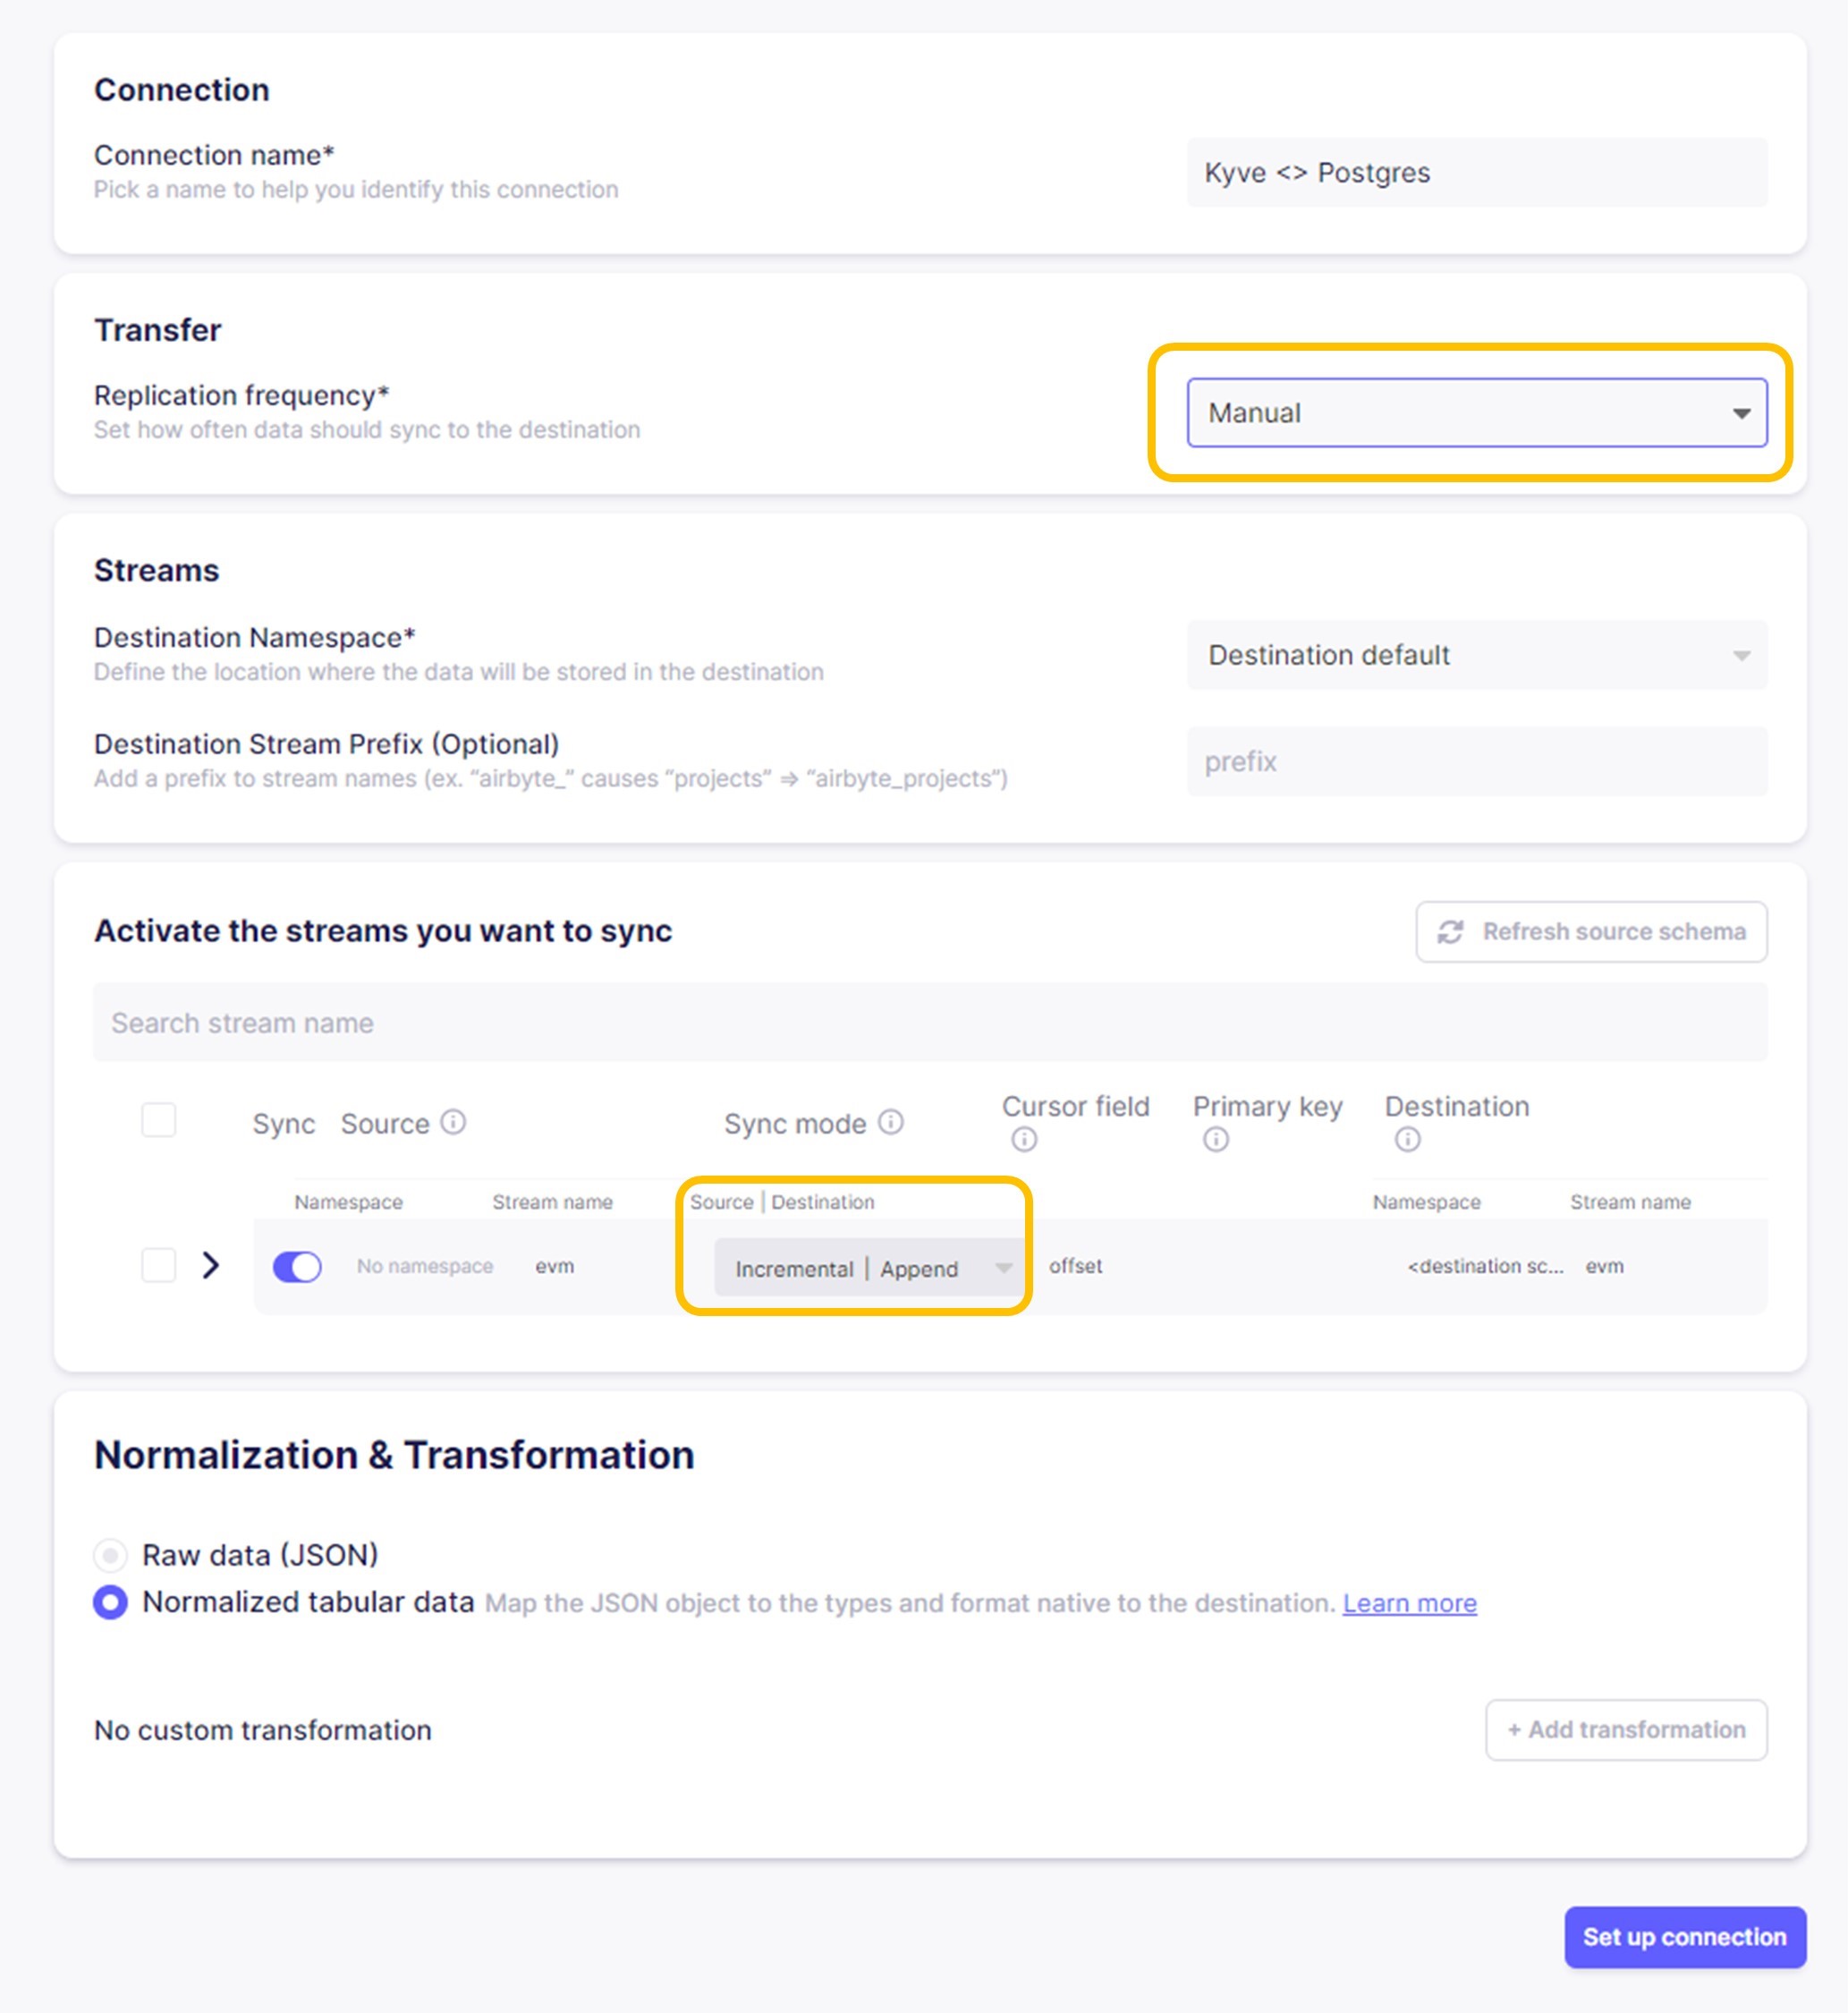 Connection
Connection name*
Pick a name to help you identify this connection
Kyve <> Postgres
Transfer
Replication frequency*
Set how often data should sync to the destination
Manual
Streams
Destination Namespace*
Define the location where the data will be stored in the destination
Destination default
Destination Stream Prefix (Optional)
Add a prefix to stream names (ex. “airbyte_” causes “projects” => “airbyte_projects”)
prefix
Activate the streams you want to sync
Refresh source schema
Search stream name
Sync Source Sync mode Cursor field Primary key Destination
Namespace Stream name Source | Destination Namespace Stream name
No namespace evm Incremental | Append offset <destination sc... evm
Normalization & Transformation
Raw data (JSON)
Normalized tabular data Map the JSON object to the types and format native to the destination. Learn more
No custom transformation
+ Add transformation
Set up connection